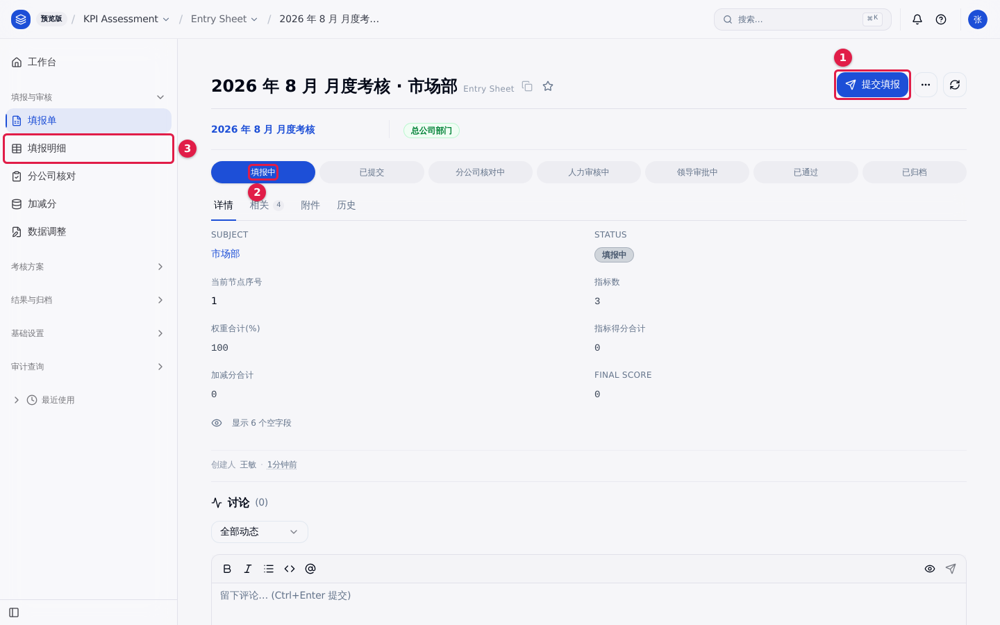 预览版 / KPI Assessment / Entry Sheet / 2026 年 8 月 月度考...
搜索... ⌘K
张
工作台
填报与审核
填报单
填报明细
3
分公司核对
加减分
数据调整
考核方案
结果与归档
基础设置
审计查询
最近使用
1
2026 年 8 月 月度考核 · 市场部 Entry Sheet
提交填报
2026 年 8 月 月度考核
总公司部门
填报中 已提交 分公司核对中 人力审核中 领导审批中 已通过 已归档
2
详情 相关 4 附件 历史
SUBJECT
市场部
STATUS
填报中
当前节点序号
1
指标数
3
权重合计(%)
100
指标得分合计
0
加减分合计
0
FINAL SCORE
0
显示 6 个空字段
创建人 王敏 · 1分钟前
讨论 (0)
全部动态
留下评论... (Ctrl+Enter 提交)